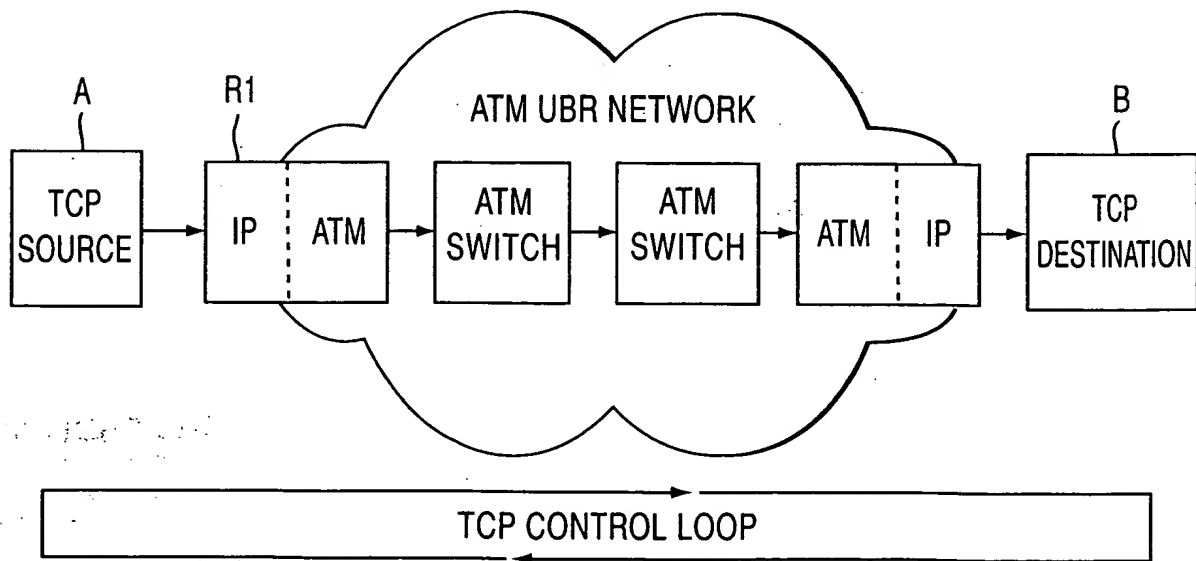 A
R1
ATM UBR NETWORK
B
TCP
SOURCE
IP
ATM
ATM
SWITCH
ATM
SWITCH
ATM
IP
TCP
DESTINATION
TCP CONTROL LOOP